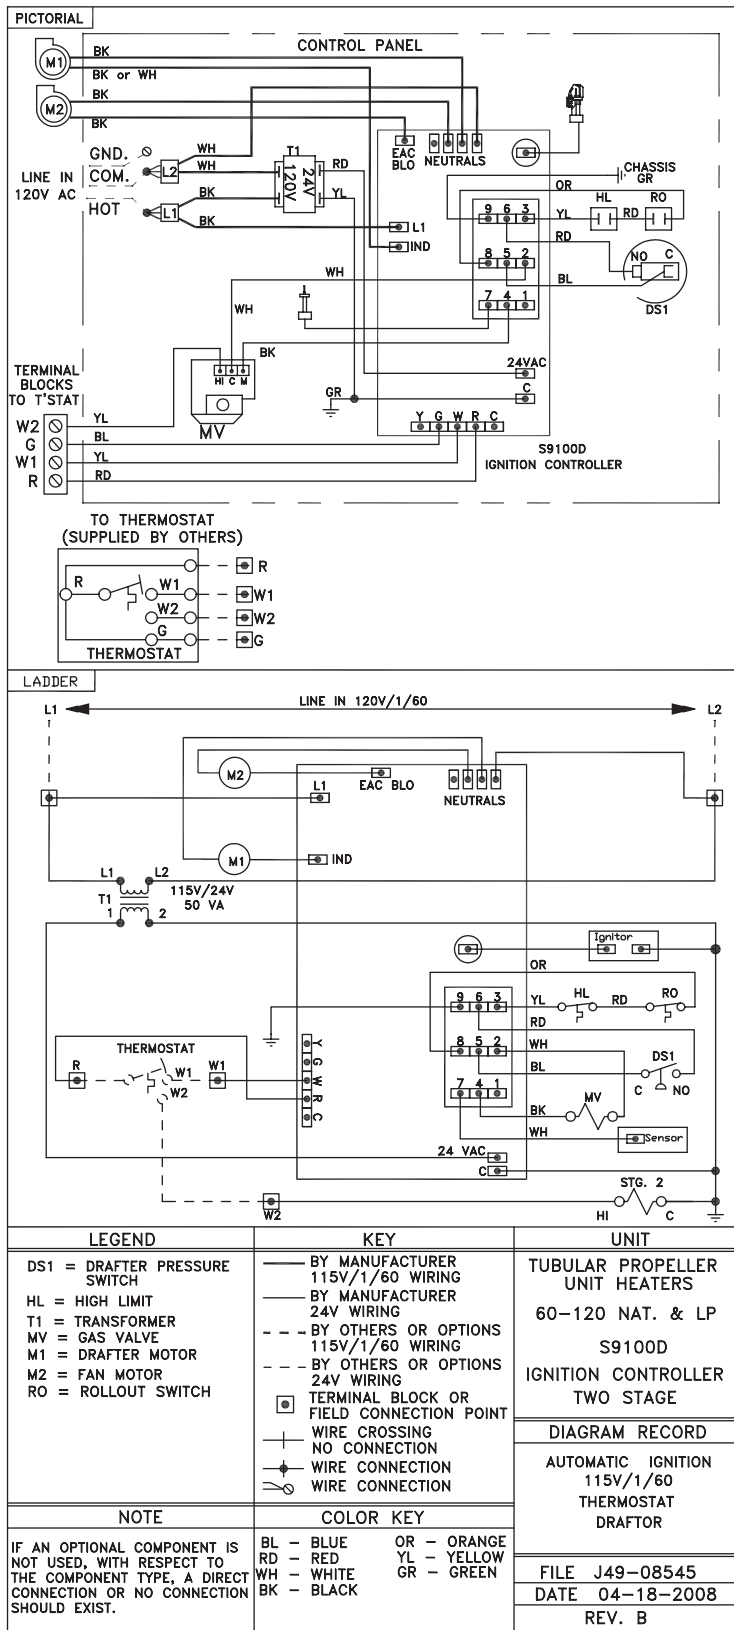 PICTORIAL
CONTROL PANEL
M1
BK
BK or WH
M2
BK
BK
GND.
LINE IN
120V AC
COM.
HOT
L2
L1
WH
WH
BK
BK
T1
120V
24V
RD
YL
EAC
BLO
NEUTRALS
CHASSIS
GR
OR
HL
RO
9 6 3
YL
RD
RD
L1
IND
8 5 2
NO
C
WH
BL
DS1
7 4 1
WH
BK
HI C M
MV
24VAC
GR
C
TERMINAL
BLOCKS
TO T'STAT
Y G W R C
W2
YL
G
BL
W1
YL
R
RD
S9100D
IGNITION CONTROLLER
TO THERMOSTAT
(SUPPLIED BY OTHERS)
R
R
W1
W1
W2
W2
G
G
THERMOSTAT
LADDER
L1
LINE IN 120V/1/60
L2
M2
EAC BLO
NEUTRALS
L1
M1
IND
L1
L2
T1
115V/24V
50 VA
1
2
Ignitor
OR
9 6 3
YL
HL
RD
RO
RD
Y
G
W
R
C
8 5 2
WH
BL
DS1
C
NO
THERMOSTAT
R
W1
W1
W2
7 4 1
MV
BK
WH
Sensor
24 VAC
C
W2
STG. 2
HI
C
LEGEND
DS1 = DRAFTER PRESSURE
SWITCH
HL = HIGH LIMIT
T1 = TRANSFORMER
MV = GAS VALVE
M1 = DRAFTER MOTOR
M2 = FAN MOTOR
RO = ROLLOUT SWITCH
KEY
BY MANUFACTURER
115V/1/60 WIRING
BY MANUFACTURER
24V WIRING
BY OTHERS OR OPTIONS
115V/1/60 WIRING
BY OTHERS OR OPTIONS
24V WIRING
TERMINAL BLOCK OR
FIELD CONNECTION POINT
WIRE CROSSING
NO CONNECTION
WIRE CONNECTION
WIRE CONNECTION
UNIT
TUBULAR PROPELLER
UNIT HEATERS
60-120 NAT. & LP
S9100D
IGNITION CONTROLLER
TWO STAGE
DIAGRAM RECORD
AUTOMATIC IGNITION
115V/1/60
THERMOSTAT
DRAFTOR
NOTE
IF AN OPTIONAL COMPONENT IS
NOT USED, WITH RESPECT TO
THE COMPONENT TYPE, A DIRECT
CONNECTION OR NO CONNECTION
SHOULD EXIST.
COLOR KEY
BL - BLUE
RD - RED
WH - WHITE
BK - BLACK
OR - ORANGE
YL - YELLOW
GR - GREEN
FILE J49-08545
DATE 04-18-2008
REV. B